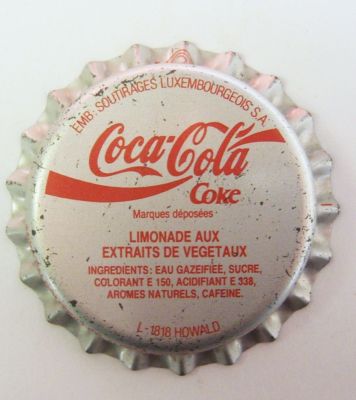 EMB: SOUTIRAGES LUXEMBOURGEOIS S.A.
Coca-Cola
Coke
Marques déposées
LIMONADE AUX
EXTRAITS DE VEGETAUX
INGREDIENTS: EAU GAZEIFIÉE, SUCRE,
COLORANT E 150, ACIDIFIANT E 338,
AROMES NATURELS, CAFEINE.
L-1818 HOWALD